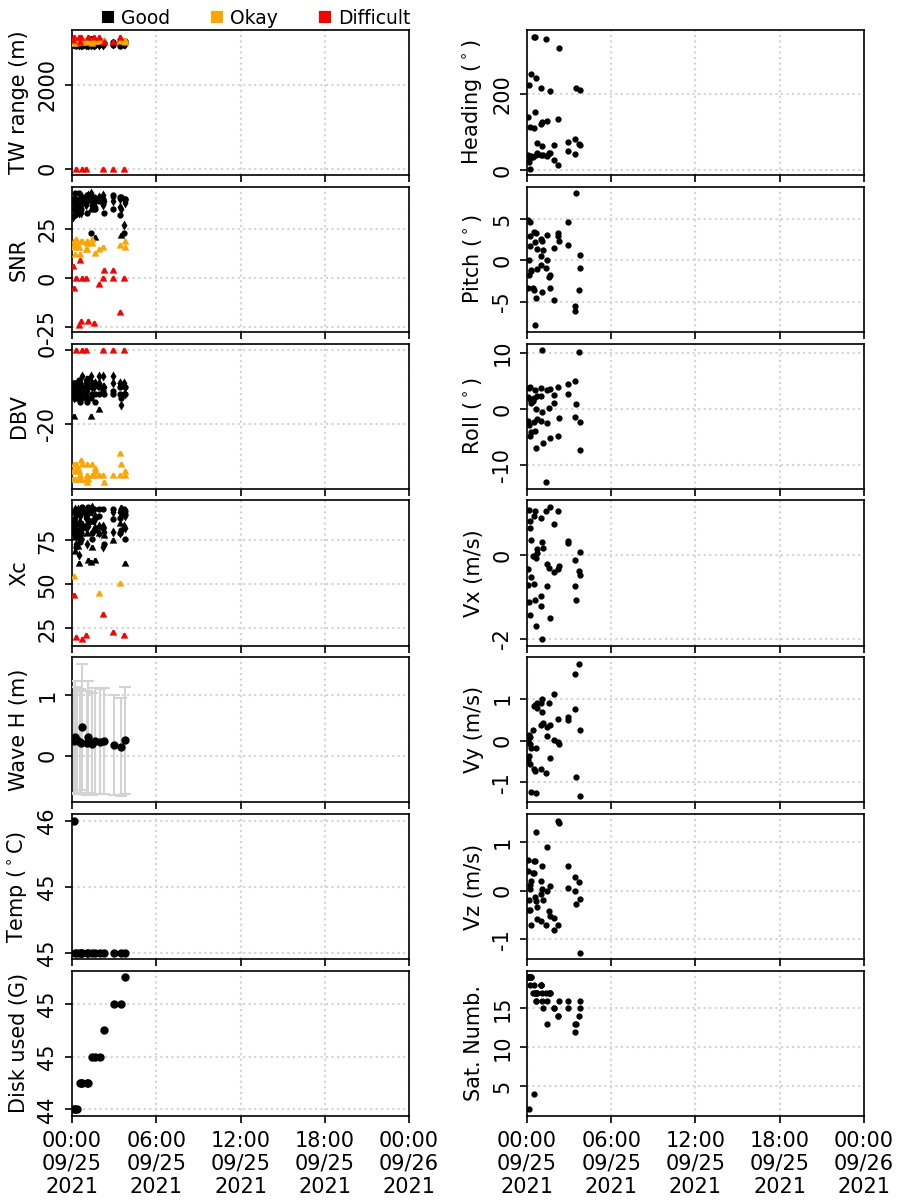 Good Okay Difficult
TW range (m)
2000
0
Heading (°)
200
0
SNR
25
0
-25
Pitch (°)
5
0
-5
DBV
0
-20
Roll (°)
10
0
-10
Xc
75
50
25
Vx (m/s)
0
-2
Wave H (m)
1
0
Vy (m/s)
1
0
-1
Temp (°C)
46
45
45
Vz (m/s)
1
0
-1
Disk used (G)
45
45
44
Sat. Numb.
15
10
5
00:00 06:00 12:00 18:00 00:00
09/25 09/25 09/25 09/25 09/26
2021 2021 2021 2021 2021
00:00 06:00 12:00 18:00 00:00
09/25 09/25 09/25 09/25 09/26
2021 2021 2021 2021 2021